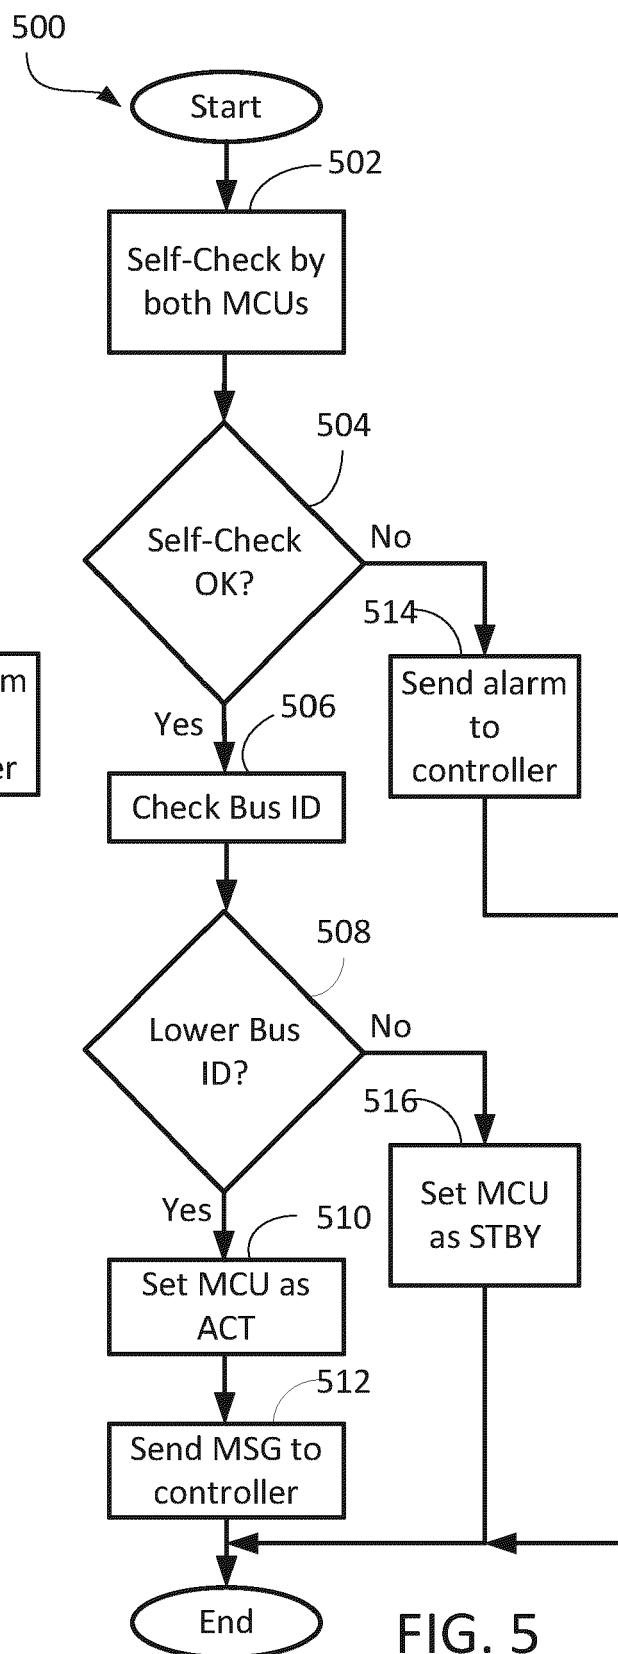 500
Start
502
Self-Check by
both MCUs
504
Self-Check
OK?
No
514
Send alarm
to
controller
m
er
Yes
506
Check Bus ID
508
Lower Bus
ID?
No
516
Set MCU
as STBY
Yes
510
Set MCU as
ACT
512
Send MSG to
controller
End
FIG. 5